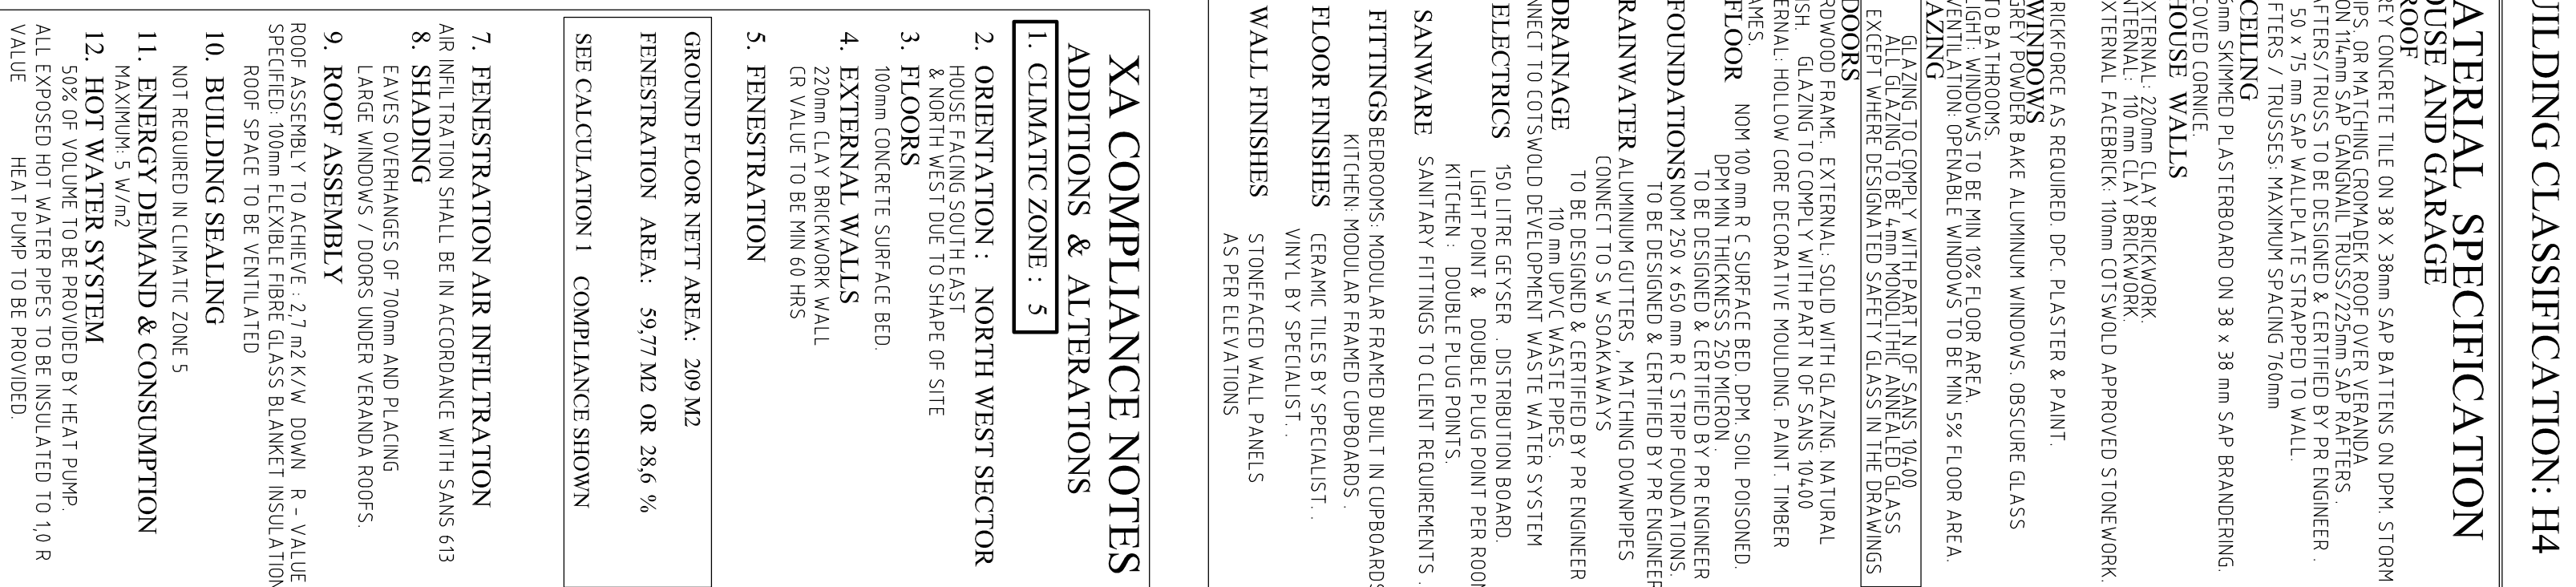 UILDING CLASSIFICATION: H4
ATERIAL SPECIFICATION
OUSE AND GARAGE
ROOF
REY CONCRETE TILE ON 38 X 38mm SAP BATTENS ON DPM. STORM
IPS. OR MATCHING CROMADEK ROOF OVER VERANDA
ON 114mm SAP GANGNAIL TRUSS/225mm SAP RAFTERS .
AFTERS/TRUSS TO BE DESIGNED & CERTIFIED BY PR ENGINEER .
50 x 75 mm SAP WALLPLATE STRAPPED TO WALL.
FTERS / TRUSSES: MAXIMUM SPACING 760mm
CEILING
6mm SKIMMED PLASTERBOARD ON 38 x 38 mm SAP BRANDERING.
COVED CORNICE.
HOUSE WALLS
XTERNAL: 220mm CLAY BRICKWORK.
NTERNAL: 110 mm CLAY BRICKWORK.
XTERNAL FACEBRICK: 110mm COTSWOLD APPROVED STONEWORK.
RICKFORCE AS REQUIRED. DPC. PLASTER & PAINT.
WINDOWS
GREY POWDER BAKE ALUMINUM WINDOWS. OBSCURE GLASS
TO BATHROOMS.
LIGHT: WINDOWS TO BE MIN 10% FLOOR AREA.
VENTILATION: OPENABLE WINDOWS TO BE MIN 5% FLOOR AREA.
AZING
GLAZING TO COMPLY WITH PART N OF SANS 10400
ALL GLAZING TO BE 4mm MONOLITHIC ANNEALED GLASS
EXCEPT WHERE DESIGNATED SAFETY GLASS IN THE DRAWINGS
DOORS
RDWOOD FRAME. EXTERNAL: SOLID WITH GLAZING. NATURAL
ISH. GLAZING TO COMPLY WITH PART N OF SANS 10400
ERNAL: HOLLOW CORE DECORATIVE MOULDING. PAINT. TIMBER
AMES.
FLOOR NOM 100 mm R C SURFACE BED. DPM. SOIL POISONED.
DPM MIN THICKNESS 250 MICRON .
TO BE DESIGNED & CERTIFIED BY PR ENGINEER
FOUNDATIONS NOM 250 x 650 mm R C STRIP FOUNDATIONS.
TO BE DESIGNED & CERTIFIED BY PR ENGINEER
RAINWATER ALUMINIUM GUTTERS , MATCHING DOWNPIPES
CONNECT TO S W SOAKAWAYS
TO BE DESIGNED & CERTIFIED BY PR ENGINEER
DRAINAGE 110 mm UPVC WASTE PIPES .
NNECT TO COTSWOLD DEVELOPMENT WASTE WATER SYSTEM
ELECTRICS 150 LITRE GEYSER . DISTRIBUTION BOARD.
LIGHT POINT & DOUBLE PLUG POINT PER ROOM
KITCHEN : DOUBLE PLUG POINTS.
SANWARE SANITARY FITTINGS TO CLIENT REQUIREMENTS .
FITTINGS BEDROOMS: MODULAR FRAMED BUILT IN CUPBOARDS
KITCHEN: MODULAR FRAMED CUPBOARDS .
FLOOR FINISHES CERAMIC TILES BY SPECIALIST. .
VINYL BY SPECIALIST. .
WALL FINISHES STONEFACED WALL PANELS
AS PER ELEVATIONS
XA COMPLIANCE NOTES
ADDITIONS & ALTERATIONS
1. CLIMATIC ZONE : 5
2. ORIENTATION : NORTH WEST SECTOR
HOUSE FACING SOUTH EAST
& NORTH WEST DUE TO SHAPE OF SITE
3. FLOORS
100mm CONCRETE SURFACE BED.
4. EXTERNAL WALLS
220mm CLAY BRICKWORK WALL
CR VALUE TO BE MIN 60 HRS
5. FENESTRATION
GROUND FLOOR NETT AREA: 209 M2
FENESTRATION AREA: 59,77 M2 OR 28,6 %
SEE CALCULATION 1 COMPLIANCE SHOWN
7. FENESTRATION AIR INFILTRATION
AIR INFILTRATION SHALL BE IN ACCORDANCE WITH SANS 613
8. SHADING
EAVES OVERHANGES OF 700mm AND PLACING
LARGE WINDOWS / DOORS UNDER VERANDA ROOFS.
9. ROOF ASSEMBLY
ROOF ASSEMBLY TO ACHIEVE : 2,7 m2 K/W DOWN R - VALUE
SPECIFIED: 100mm FLEXIBLE FIBRE GLASS BLANKET INSULATION
ROOF SPACE TO BE VENTILATED
10. BUILDING SEALING
NOT REQUIRED IN CLIMATIC ZONE 5
11. ENERGY DEMAND & CONSUMPTION
MAXIMUM: 5 W/m2
12. HOT WATER SYSTEM
50% OF VOLUME TO BE PROVIDED BY HEAT PUMP.
ALL EXPOSED HOT WATER PIPES TO BE INSULATED TO 1,0 R
VALUE HEAT PUMP TO BE PROVIDED.